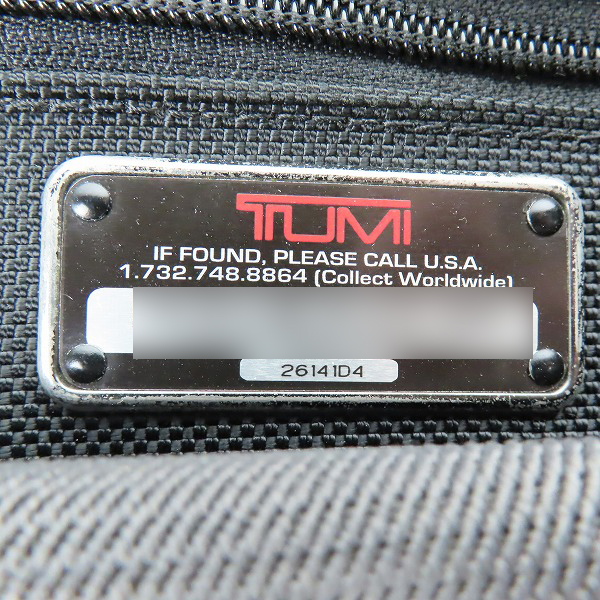 TUMI
IF FOUND, PLEASE CALL U.S.A.
1.732.748.8864 (Collect Worldwide)
26141D4